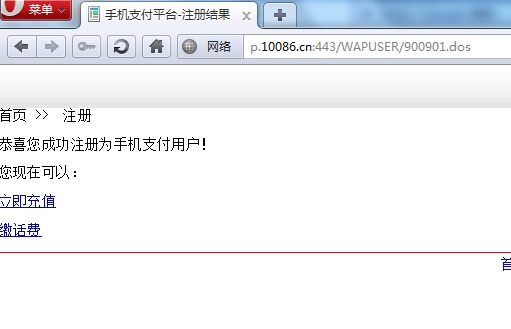 菜单
手机支付平台-注册结果
网络
p.10086.cn:443/WAPUSER/900901.dos
首页 >> 注册
恭喜您成功注册为手机支付用户!
您现在可以:
立即充值
缴话费
首